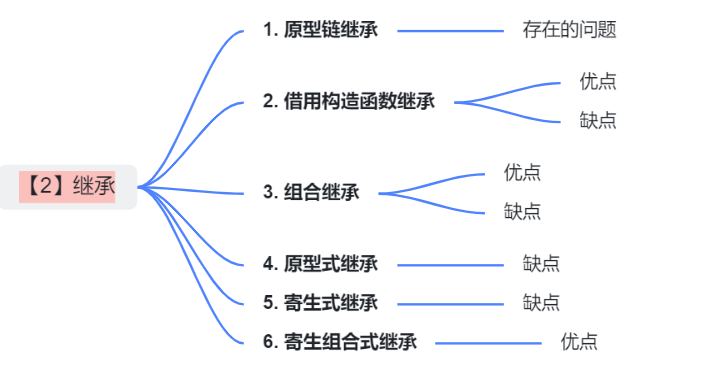 【2】继承
1. 原型链继承
存在的问题
2. 借用构造函数继承
优点
缺点
3. 组合继承
优点
缺点
4. 原型式继承
缺点
5. 寄生式继承
缺点
6. 寄生组合式继承
优点